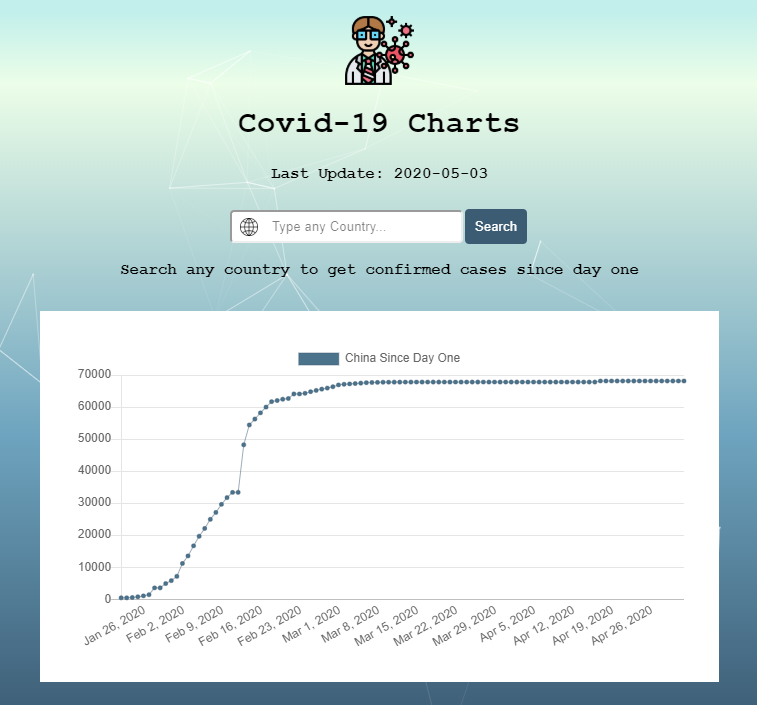 Covid-19 Charts
Last Update: 2020-05-03
Type any Country... Search
Search any country to get confirmed cases since day one
China Since Day One
70000
60000
50000
40000
30000
20000
10000
0
Jan 26, 2020 Feb 2, 2020 Feb 9, 2020 Feb 16, 2020 Feb 23, 2020 Mar 1, 2020 Mar 8, 2020 Mar 15, 2020 Mar 22, 2020 Mar 29, 2020 Apr 5, 2020 Apr 12, 2020 Apr 19, 2020 Apr 26, 2020